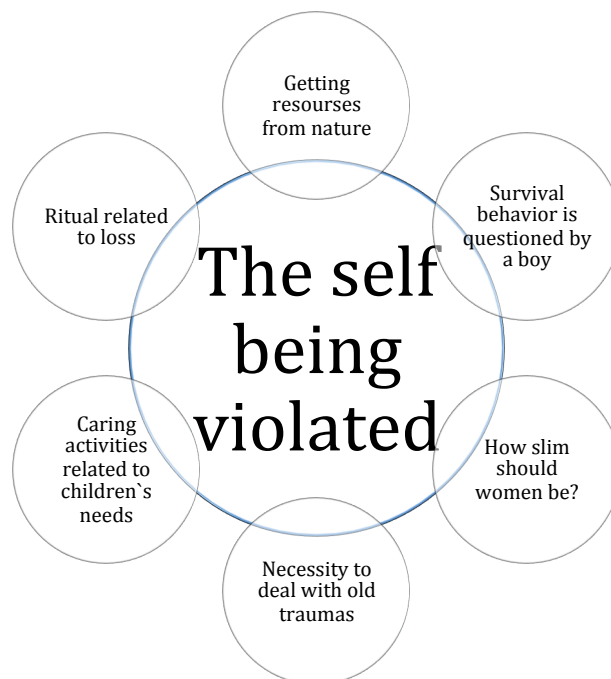 Getting
resourses
from nature
Survival
behavior is
questioned by
a boy
How slim
should
women be?
Necessity to
deal with old
traumas
Caring
activities
related to
children`s
needs
Ritual related
to loss
The self
being
violated